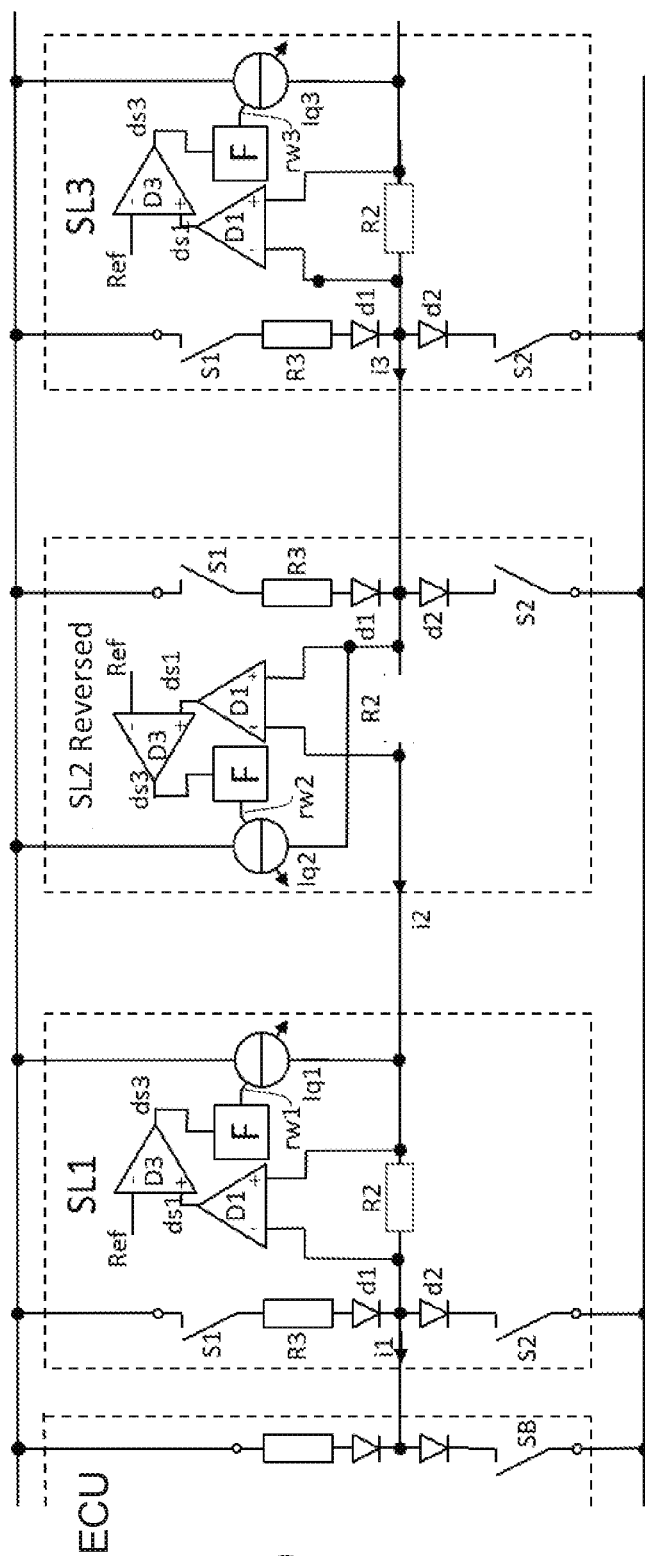 ECU
SB
SL1
Ref
D3
ds3
ds1
D1
F
rw1
Iq1
S1
R3
d1
i1
d2
S2
R2
SL2 Reversed
Ref
D3
ds3
ds1
D1
F
rw2
Iq2
S1
R3
d1
d2
S2
R2
i2
SL3
Ref
D3
ds3
ds1
D1
F
rw3
Iq3
S1
R3
d1
i3
d2
S2
R2